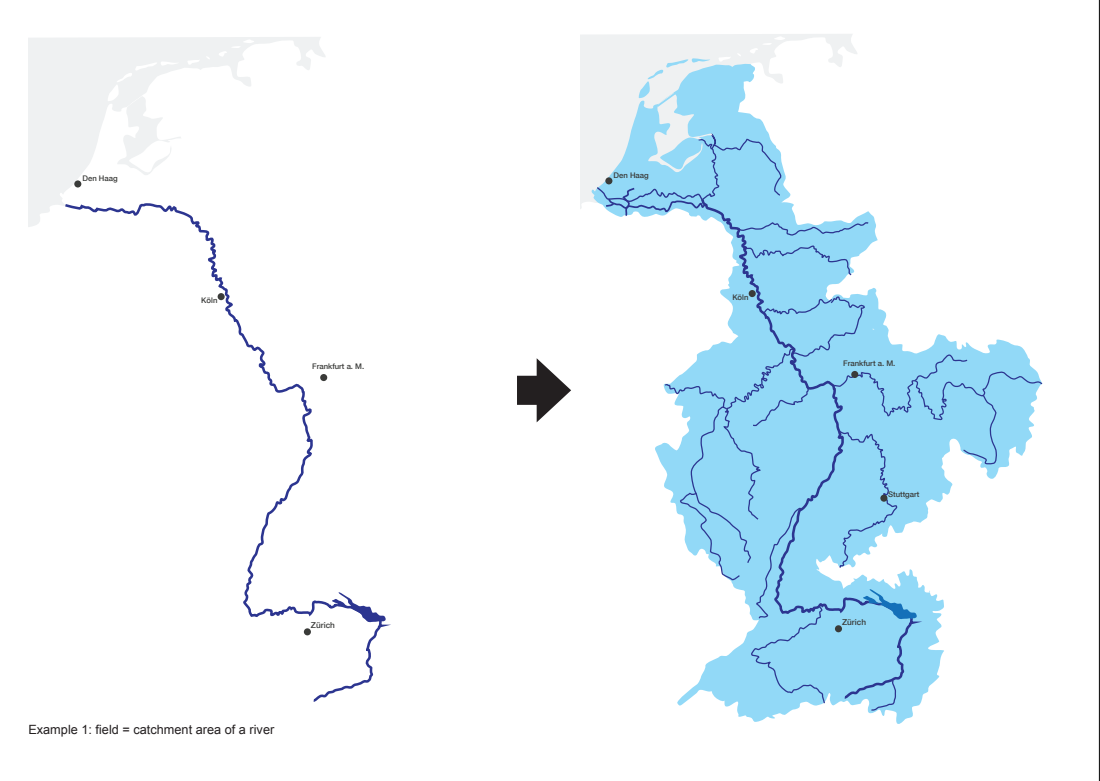 Den Haag
Köln
Frankfurt a. M.
Zürich
Den Haag
Köln
Frankfurt a. M.
Stuttgart
Zürich
Example 1: field = catchment area of a river